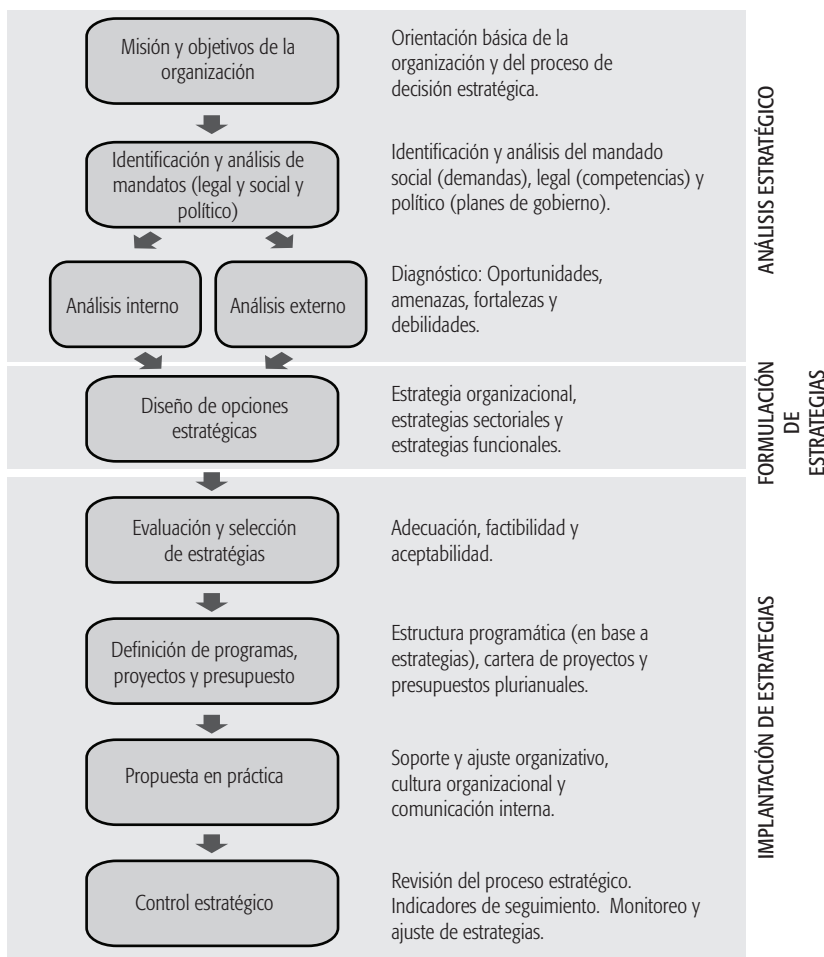 Misión y objetivos de la
organización
Orientación básica de la
organización y del proceso de
decisión estratégica.
Identificación y análisis de
mandatos (legal y social y
político)
Identificación y análisis del mandado
social (demandas), legal (competencias) y
político (planes de gobierno).
Análisis interno
Análisis externo
Diagnóstico: Oportunidades,
amenazas, fortalezas y
debilidades.
ANÁLISIS ESTRATÉGICO
Diseño de opciones
estratégicas
Estrategia organizacional,
estrategias sectoriales y
estrategias funcionales.
FORMULACIÓN
DE
ESTRATEGIAS
Evaluación y selección
de estratégias
Adecuación, factibilidad y
aceptabilidad.
Definición de programas,
proyectos y presupuesto
Estructura programática (en base a
estrategias), cartera de proyectos y
presupuestos plurianuales.
Propuesta en práctica
Soporte y ajuste organizativo,
cultura organizacional y
comunicación interna.
Control estratégico
Revisión del proceso estratégico.
Indicadores de seguimiento. Monitoreo y
ajuste de estrategias.
IMPLANTACIÓN DE ESTRATEGIAS